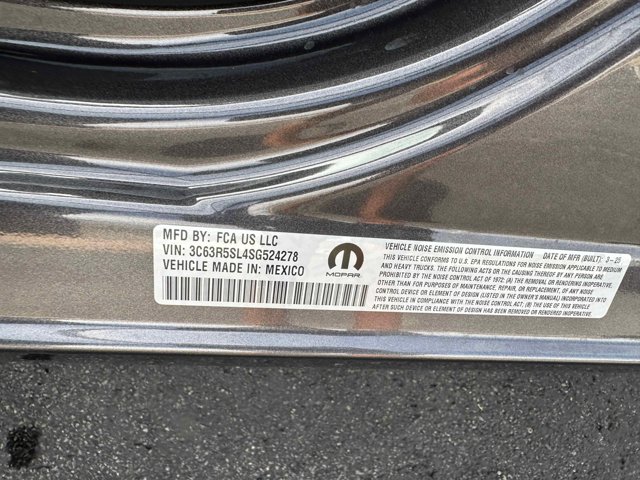 MFD BY: FCA US LLC
VIN: 3C63R5SL4SG524278
VEHICLE MADE IN: MEXICO
MOPAR
VEHICLE NOISE EMISSION CONTROL INFORMATION DATE OF MFR (BUILT): 3-25
THIS VEHICLE CONFORMS TO U.S. EPA REGULATIONS FOR NOISE EMISSION APPLICABLE TO MEDIUM
AND HEAVY TRUCKS. THE FOLLOWING ACTS OR THE CAUSING THEREOF BY ANY PERSON
ARE PROHIBITED BY THE NOISE CONTROL ACT OF 1972: (A) THE REMOVAL OR RENDERING INOPERATIVE,
OTHER THAN FOR PURPOSES OF MAINTENANCE, REPAIR, OR REPLACEMENT, OF ANY NOISE
CONTROL DEVICE OR ELEMENT OF DESIGN (LISTED IN THE OWNER'S MANUAL) INCORPORATED INTO
THIS VEHICLE IN COMPLIANCE WITH THE NOISE CONTROL ACT; (B) THE USE OF THIS VEHICLE
AFTER SUCH DEVICE OR ELEMENT OF DESIGN HAS BEEN REMOVED OR RENDERED INOPERATIVE.